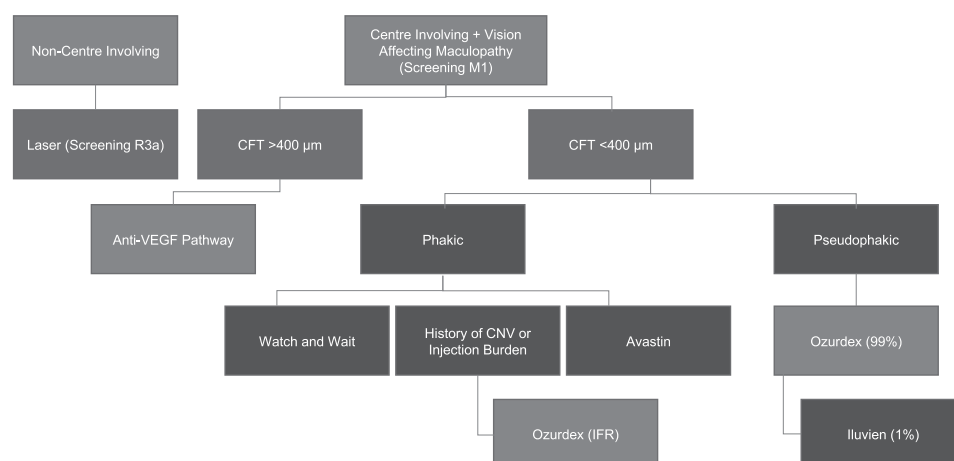 Non-Centre Involving
Centre Involving + Vision
Affecting Maculopathy
(Screening M1)
Laser (Screening R3a)
CFT >400 μm
CFT <400 μm
Anti-VEGF Pathway
Phakic
Pseudophakic
Watch and Wait
History of CNV or
Injection Burden
Avastin
Ozurdex (99%)
Ozurdex (IFR)
Iluvien (1%)